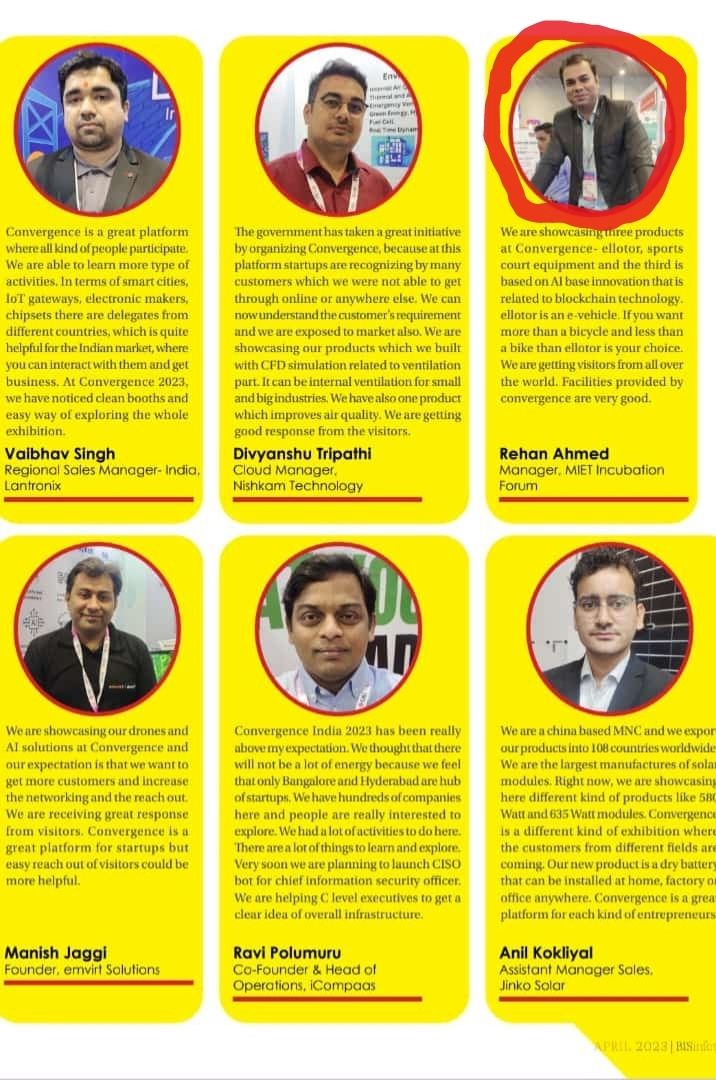 Env
Internal Air Q
Thermal and A
Emergency Ven
Green Energy, H
Fuel Cell,
Real Time Dynam
Convergence is a great platform
where all kind of people participate.
We are able to learn more type of
activities. In terms of smart cities,
IoT gateways, electronic makers,
chipsets there are delegates from
different countries, which is quite
helpful for the Indian market, where
you can interact with them and get
business. At Convergence 2023,
we have noticed clean booths and
easy way of exploring the whole
exhibition.
Vaibhav Singh
Regional Sales Manager- India,
Lantronix
The government has taken a great initiative
by organizing Convergence, because at this
platform startups are recognizing by many
customers which we were not able to get
through online or anywhere else. We can
now understand the customer's requirement
and we are exposed to market also. We are
showcasing our products which we built
with CFD simulation related to ventilation
part. It can be internal ventilation for small
and big industries. We have also one product
which improves air quality. We are getting
good response from the visitors.
Divyanshu Tripathi
Cloud Manager,
Nishkam Technology
We are showcasing three products
at Convergence- ellotor, sports
court equipment and the third is
based on AI base innovation that is
related to blockchain technology.
ellotor is an e-vehicle. If you want
more than a bicycle and less than
a bike than ellotor is your choice.
We are getting visitors from all over
the world. Facilities provided by
convergence are very good.
Rehan Ahmed
Manager, MIET Incubation
Forum
We are showcasing our drones and
AI solutions at Convergence and
our expectation is that we want to
get more customers and increase
the networking and the reach out.
We are receiving great response
from visitors. Convergence is a
great platform for startups but
easy reach out of visitors could be
more helpful.
Manish Jaggi
Founder, emvirt Solutions
Convergence India 2023 has been really
above my expectation. We thought that there
will not be a lot of energy because we feel
that only Bangalore and Hyderabad are hub
of startups. We have hundreds of companies
here and people are really interested to
explore. We had a lot of activities to do here.
There are a lot of things to learn and explore.
Very soon we are planning to launch CISO
bot for chief information security officer.
We are helping C level executives to get a
clear idea of overall infrastructure.
Ravi Polumuru
Co-Founder & Head of
Operations, iCompaas
We are a china based MNC and we expor
our products into 108 countries worldwide.
We are the largest manufactures of sola
modules. Right now, we are showcasing
here different kind of products like 580
Watt and 635 Watt modules. Convergence
is a different kind of exhibition where
the customers from different fields are
coming. Our new product is a dry battery
that can be installed at home, factory o
office anywhere. Convergence is a grea
platform for each kind of entrepreneurs
Anil Kokliyal
Assistant Manager Sales,
Jinko Solar
APRIL 2023 | BISinfo